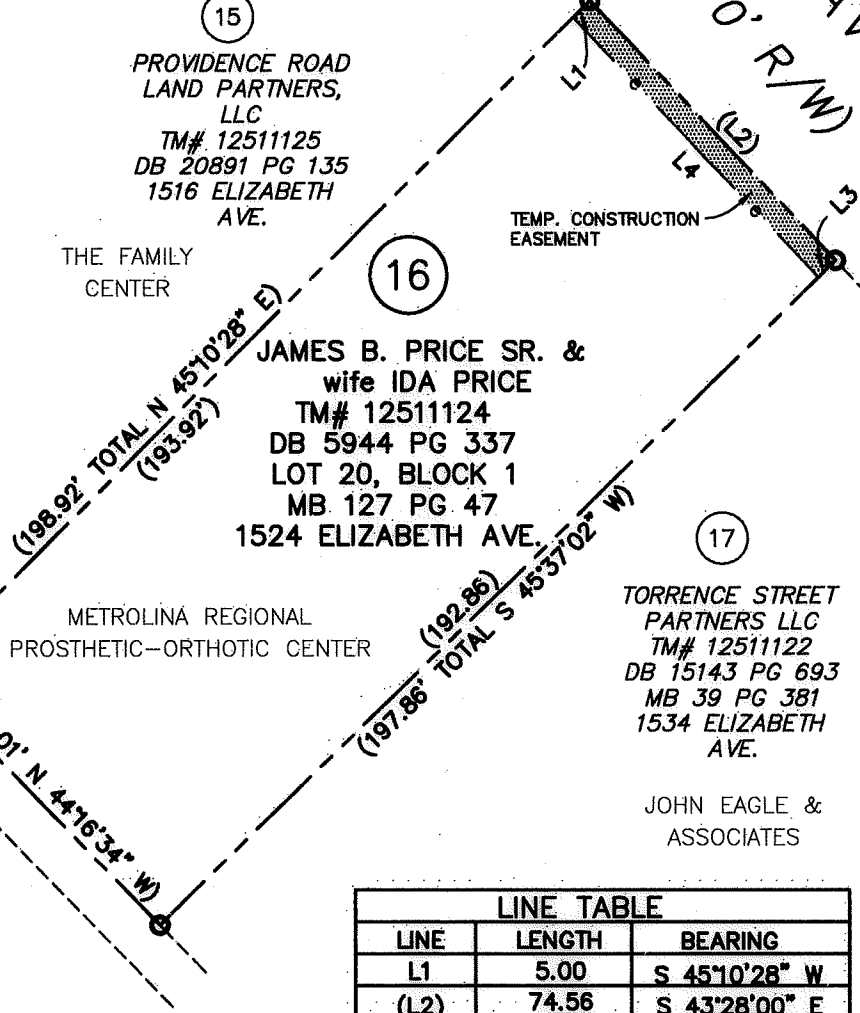 15
PROVIDENCE ROAD
LAND PARTNERS,
LLC
TM# 12511125
DB 20891 PG 135
1516 ELIZABETH
AVE.
THE FAMILY
CENTER
0' R/W)
L1
(L2)
L4
L3
TEMP. CONSTRUCTION
EASEMENT
16
JAMES B. PRICE SR. &
wife IDA PRICE
TM# 12511124
DB 5944 PG 337
LOT 20, BLOCK 1
MB 127 PG 47
1524 ELIZABETH AVE.
(198.92' TOTAL N 45°10'28" E)
(193.92')
(192.86)
(197.86' TOTAL S 45°37'02" W)
METROLINA REGIONAL
PROSTHETIC-ORTHOTIC CENTER
17
TORRENCE STREET
PARTNERS LLC
TM# 12511122
DB 15143 PG 693
MB 39 PG 381
1534 ELIZABETH
AVE.
JOHN EAGLE &
ASSOCIATES
01' N 44°16'34" W)
LINE TABLE
LINE LENGTH BEARING
L1 5.00 S 45°10'28" W
(L2) 74.56 S 43°28'00" E